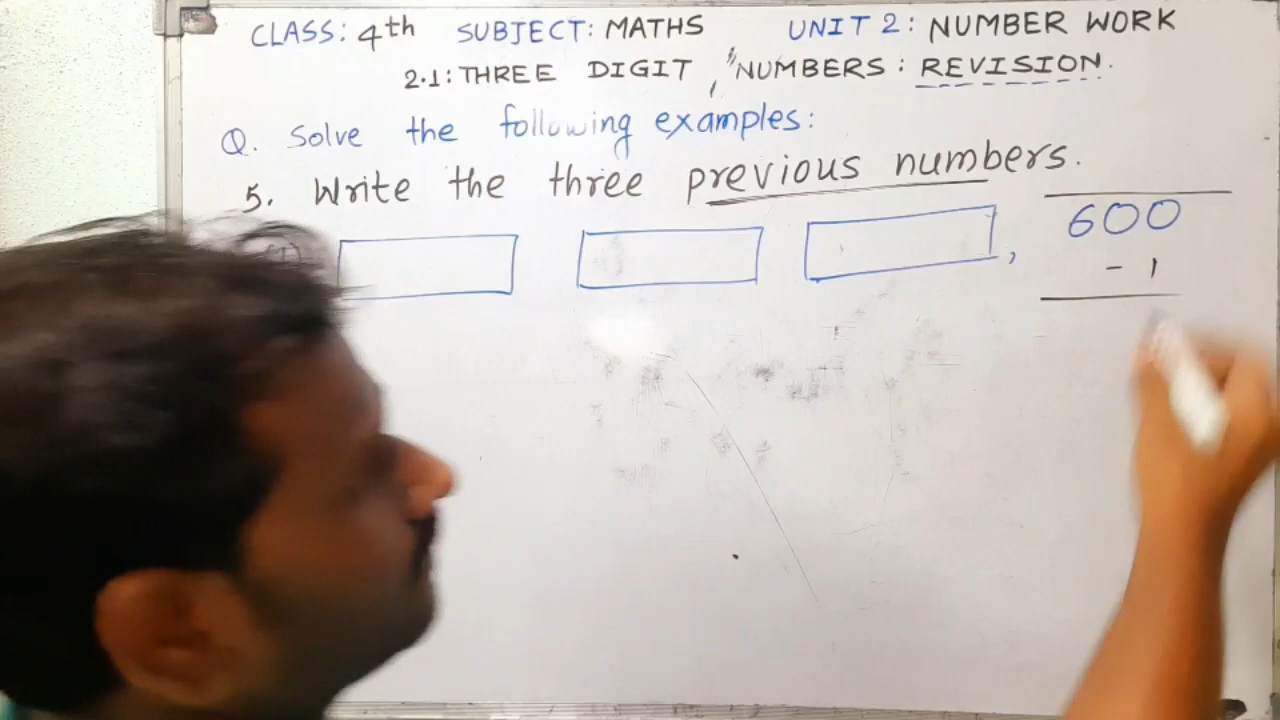 CLASS: 4th SUBJECT: MATHS UNIT 2: NUMBER WORK
2.1: THREE DIGIT NUMBERS: REVISION.
Q. Solve the following examples:
5. Write the three previous numbers.
, 600
- 1